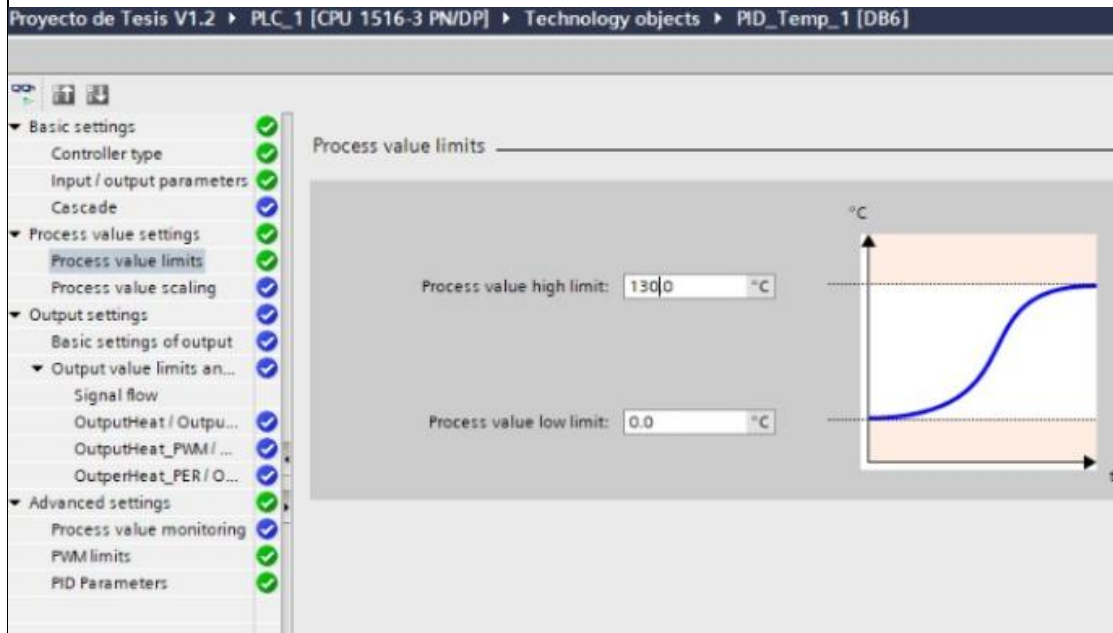 Proyecto de Tesis V1.2 ▸ PLC_1 [CPU 1516-3 PN/DP] ▸ Technology objects ▸ PID_Temp_1 [DB6]
Basic settings
Controller type
Input / output parameters
Cascade
Process value settings
Process value limits
Process value scaling
Output settings
Basic settings of output
Output value limits an...
Signal flow
OutputHeat / Outpu...
OutputHeat_PWM / ...
OutperHeat_PER / O...
Advanced settings
Process value monitoring
PWM limits
PID Parameters
Process value limits
°C
Process value high limit: 130.0 °C
Process value low limit: 0.0 °C
t